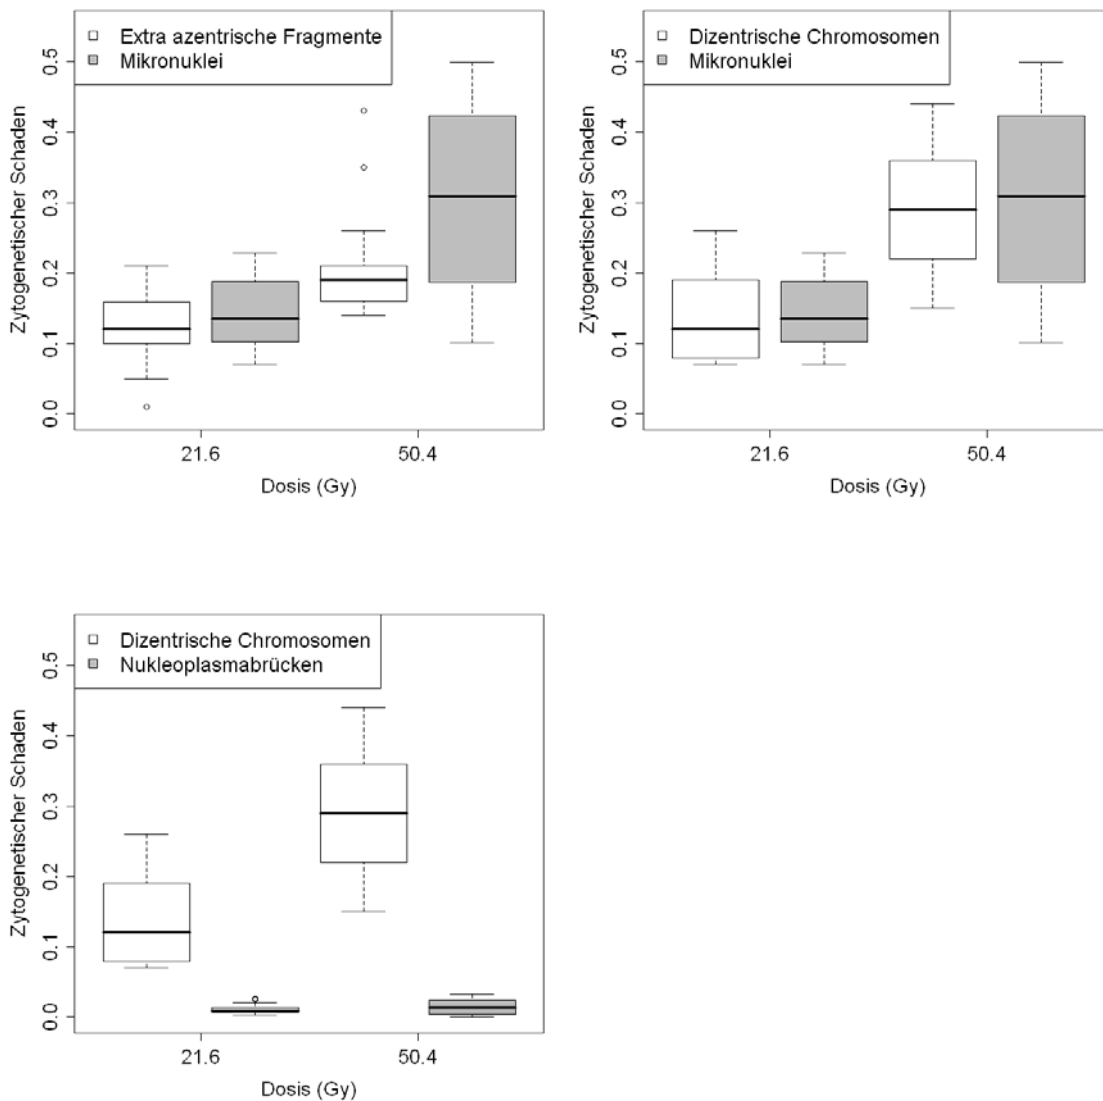 Extra azentrische Fragmente
Mikronuklei
Zytogenetischer Schaden
0.5
0.4
0.3
0.2
0.1
0.0
21.6 50.4
Dosis (Gy)
Dizentrische Chromosomen
Mikronuklei
Zytogenetischer Schaden
0.5
0.4
0.3
0.2
0.1
0.0
21.6 50.4
Dosis (Gy)
Dizentrische Chromosomen
Nukleoplasmabrücken
Zytogenetischer Schaden
0.5
0.4
0.3
0.2
0.1
0.0
21.6 50.4
Dosis (Gy)